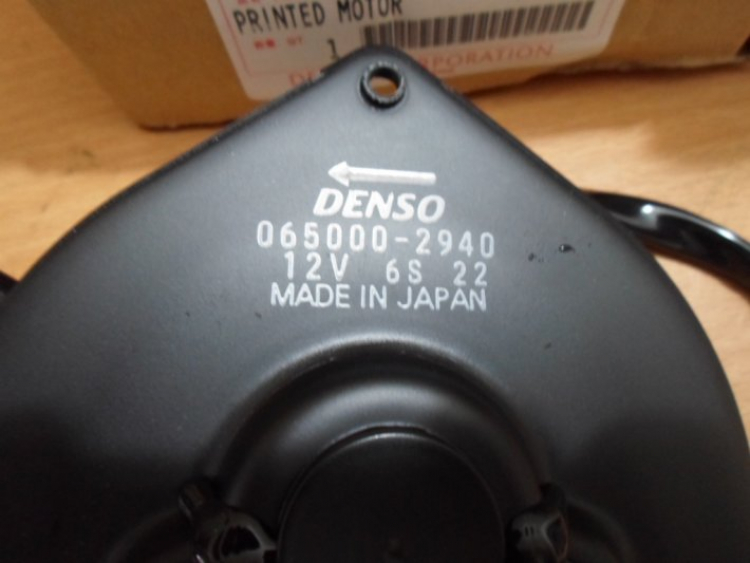 PRINTED MOTOR
1
DENSO
065000-2940
12V 6S 22
MADE IN JAPAN